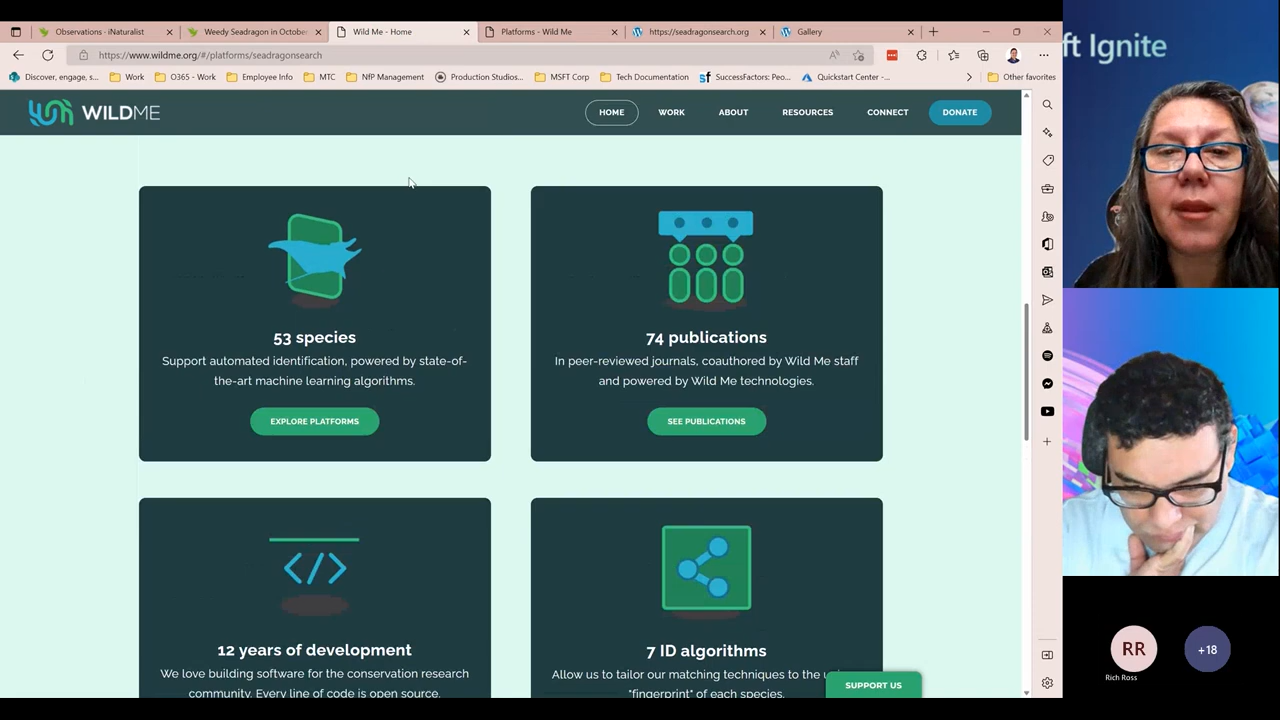 Observations · iNaturalist
Weedy Seadragon in Octobe
Wild Me - Home
Platforms - Wild Me
https://seadragonsearch.org
Gallery
https://www.wildme.org/#/platforms/seadragonsearch
Discover, engage, s...
Work
O365 - Work
Employee Info
MTC
NfP Management
Production Studios...
MSFT Corp
Tech Documentation
SuccessFactors: Peo...
Quickstart Center -...
Other favorites
WILDME
HOME
WORK
ABOUT
RESOURCES
CONNECT
DONATE
53 species
Support automated identification, powered by state-of-
the-art machine learning algorithms.
EXPLORE PLATFORMS
74 publications
In peer-reviewed journals, coauthored by Wild Me staff
and powered by Wild Me technologies.
SEE PUBLICATIONS
</>
12 years of development
We love building software for the conservation research
community. Every line of code is open source.
7 ID algorithms
Allow us to tailor our matching techniques to the
"fingerprint" of each species.
SUPPORT US
ft Ignite
RR
+18
Rich Ross